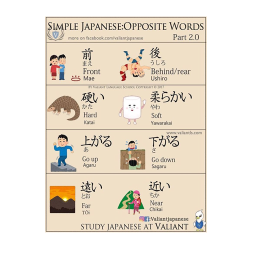 SIMPLE JAPANESE:OPPOSITE WORDS
Part 2.0
more on facebook.com/valiantjapanese
前
まえ
Front
Mae
後
うしろ
Behind/rear
Ushiro
硬い
かた
Hard
Katai
柔らかい
やわ
Soft
Yawarakai
www.valiantls.com
上がる
あ
Go up
Agaru
下がる
さ
Go down
Sagaru
遠い
とお
Far
近い
ちか
Near
Chikai
Valiantjapanese
STUDY JAPANESE AT VALIANT